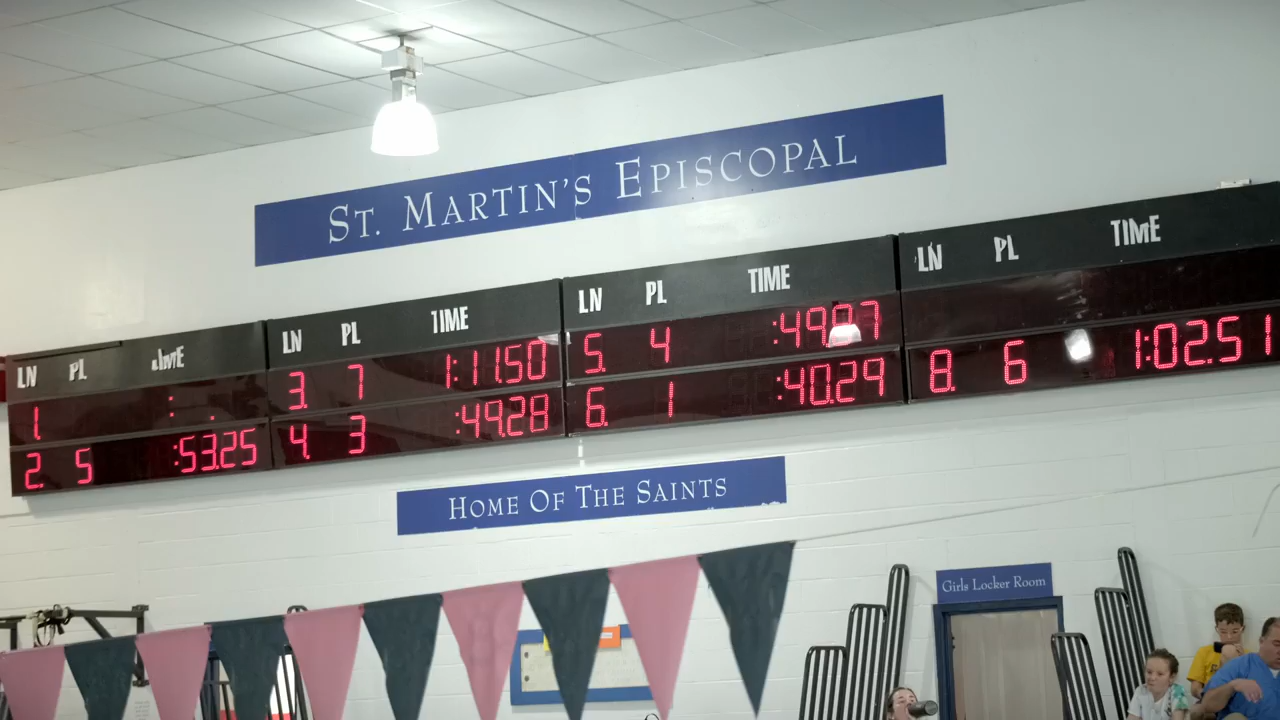 ST. MARTIN'S EPISCOPAL
LN PL TIME
1. : .
2. 5 :53.25
LN PL TIME
3. 7 1:11.50
4. 3 :49.28
LN PL TIME
5. 4 :49.07
6. 1 :40.29
LN PL TIME
8. 6 1:02.51
HOME OF THE SAINTS
Girls Locker Room